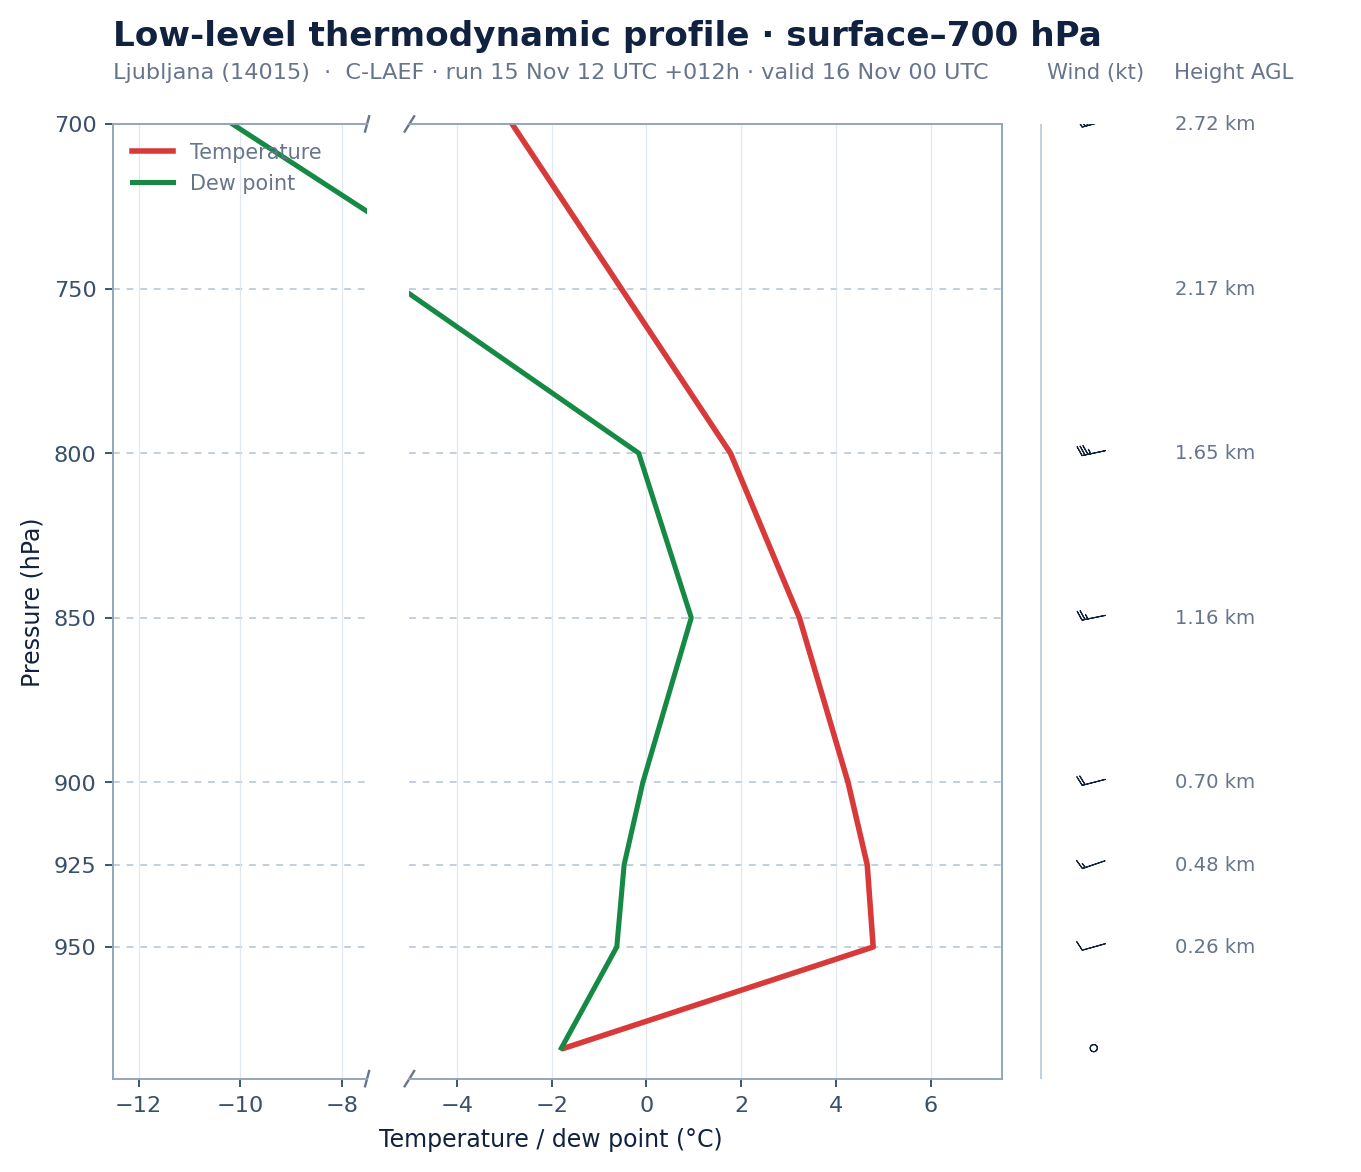 Low-level thermodynamic profile · surface–700 hPa
Ljubljana (14015)  ·  C-LAEF · run 15 Nov 12 UTC +012h · valid 16 Nov 00 UTC
Wind (kt)
Height AGL
700
2.72 km
Temperature
Dew point
750
2.17 km
800
1.65 km
850
1.16 km
900
0.70 km
925
0.48 km
950
0.26 km
Pressure (hPa)
−12 −10 −8 −4 −2 0 2 4 6
Temperature / dew point (°C)